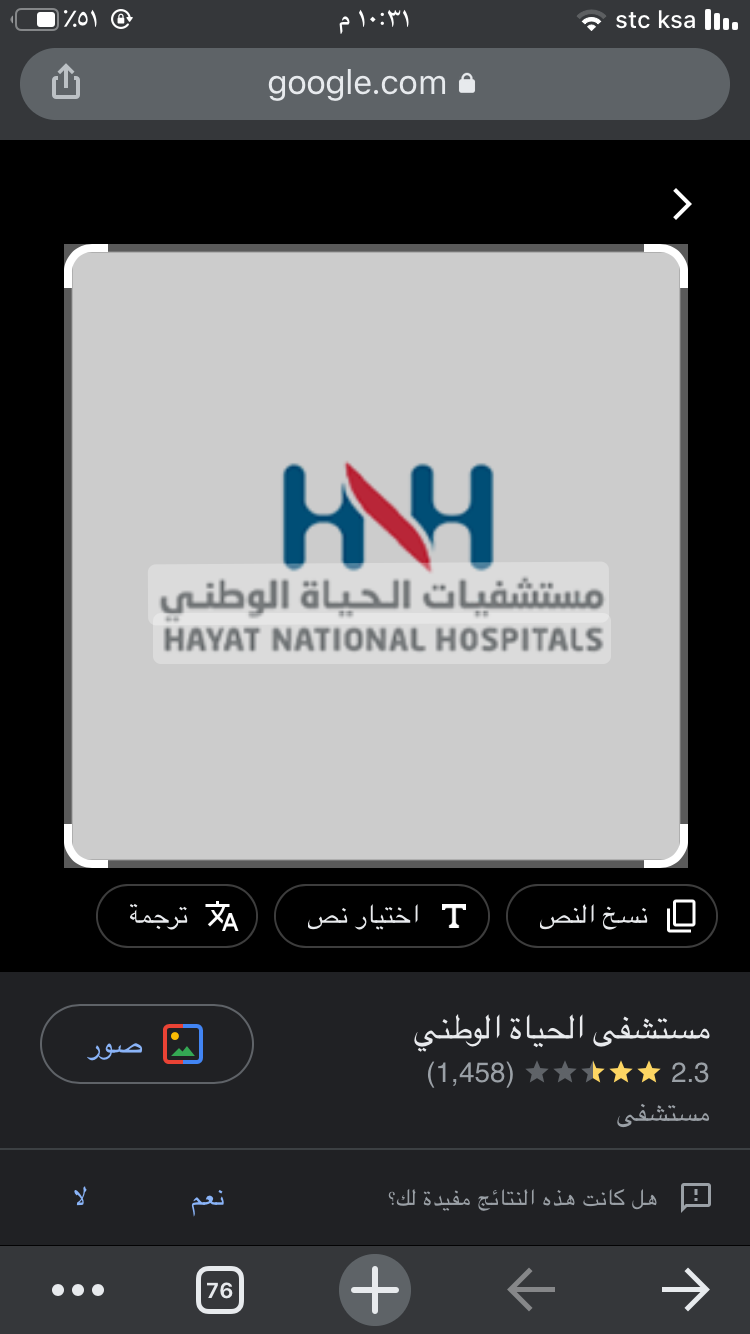 ٪٥١ ١٠:٣١ م stc ksa
google.com
HNH
مستشفيات الحياة الوطني
HAYAT NATIONAL HOSPITALS
نسخ النص
اختيار نص
ترجمة
مستشفى الحياة الوطني
صور
2.3 (1,458)
مستشفى
هل كانت هذه النتائج مفيدة لك؟ نعم لا
76